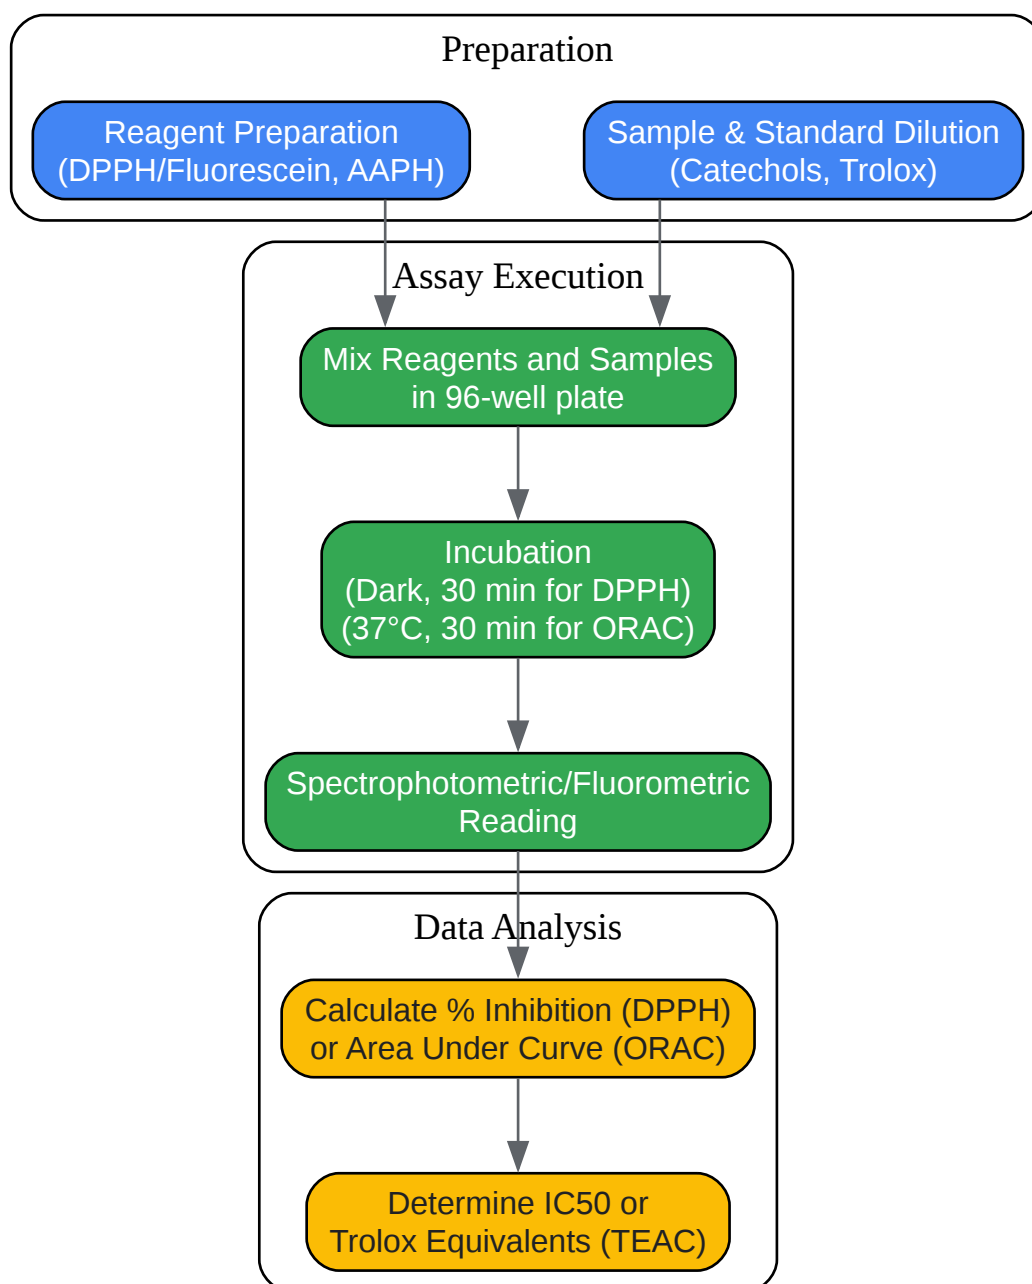 Preparation
Reagent Preparation
(DPPH/Fluorescein, AAPH)
Sample & Standard Dilution
(Catechols, Trolox)
Assay Execution
Mix Reagents and Samples
in 96-well plate
Incubation
(Dark, 30 min for DPPH)
(37°C, 30 min for ORAC)
Spectrophotometric/Fluorometric
Reading
Data Analysis
Calculate % Inhibition (DPPH)
or Area Under Curve (ORAC)
Determine IC50 or
Trolox Equivalents (TEAC)